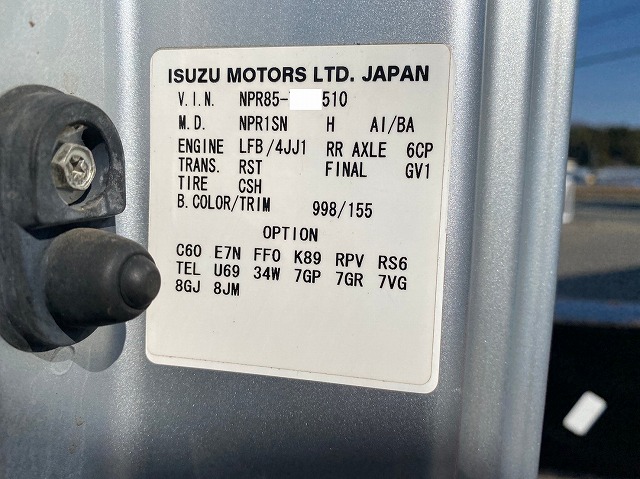 ISUZU MOTORS LTD. JAPAN
V.I.N. NPR85- 510
M.D. NPR1SN H AI/BA
ENGINE LFB/4JJ1 RR AXLE 6CP
TRANS. RST FINAL GV1
TIRE CSH
B.COLOR/TRIM 998/155
OPTION
C60 E7N FF0 K89 RPV RS6
TEL U69 34W 7GP 7GR 7VG
8GJ 8JM